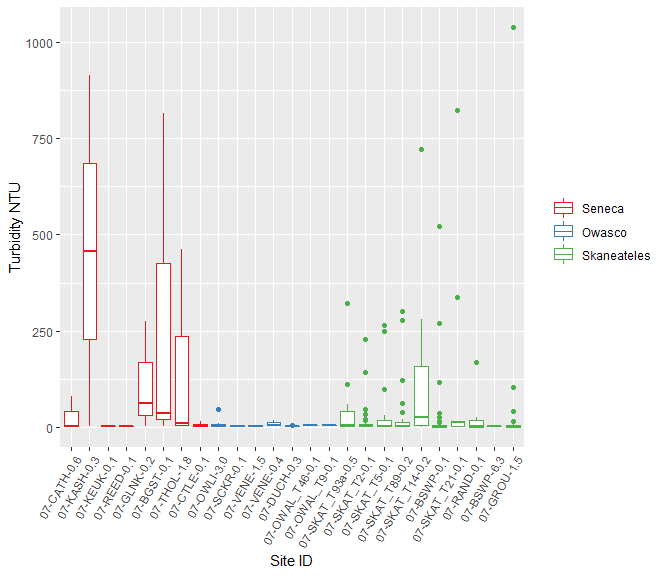 1000
750
500
250
0
Turbidity NTU
07-CATH-0.6
07-KASH-0.3
07-KEUK-0.1
07-REED-0.1
07-GLNK-0.2
07-BGST-0.1
07-THOL-1.8
07-CTLE-0.1
07-OWLI-3.0
07-SCKR-0.1
07-VENE-1.5
07-VENE-0.4
07-DUCH-0.3
07-OWAL_T46-0.1
07-OWAL_T9-0.1
07-SKAT_T93a-0.5
07-SKAT_T2-0.1
07-SKAT_T5-0.1
07-SKAT_T89-0.2
07-SKAT_T14-0.2
07-BSWP-0.1
07-SKAT_T21-0.1
07-RAND-0.1
07-BSWP-6.3
07-GROU-1.5
Site ID
Seneca
Owasco
Skaneateles